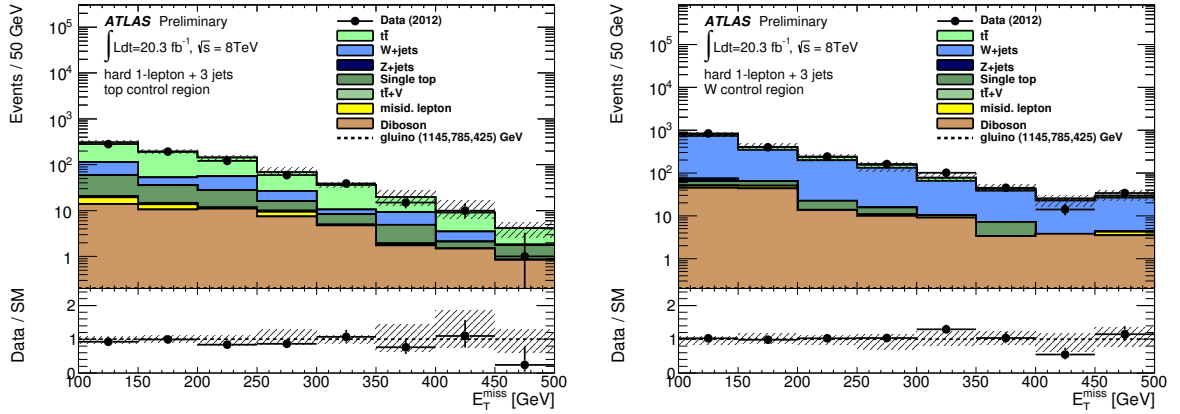 ATLAS Preliminary
∫ Ldt=20.3 fb⁻¹, √s = 8TeV
hard 1-lepton + 3 jets
top control region
Data (2012)
tt̄
W+jets
Z+jets
Single top
tt̄+V
misid. lepton
Diboson
gluino (1145,785,425) GeV
Events / 50 GeV
10⁵
10⁴
10³
10²
10
1
Data / SM
2
1
0
100 150 200 250 300 350 400 450 500
E_T^miss [GeV]
ATLAS Preliminary
∫ Ldt=20.3 fb⁻¹, √s = 8TeV
hard 1-lepton + 3 jets
W control region
Data (2012)
tt̄
W+jets
Z+jets
Single top
tt̄+V
misid. lepton
Diboson
gluino (1145,785,425) GeV
Events / 50 GeV
10⁵
10⁴
10³
10²
10
1
Data / SM
2
1
0
100 150 200 250 300 350 400 450 500
E_T^miss [GeV]